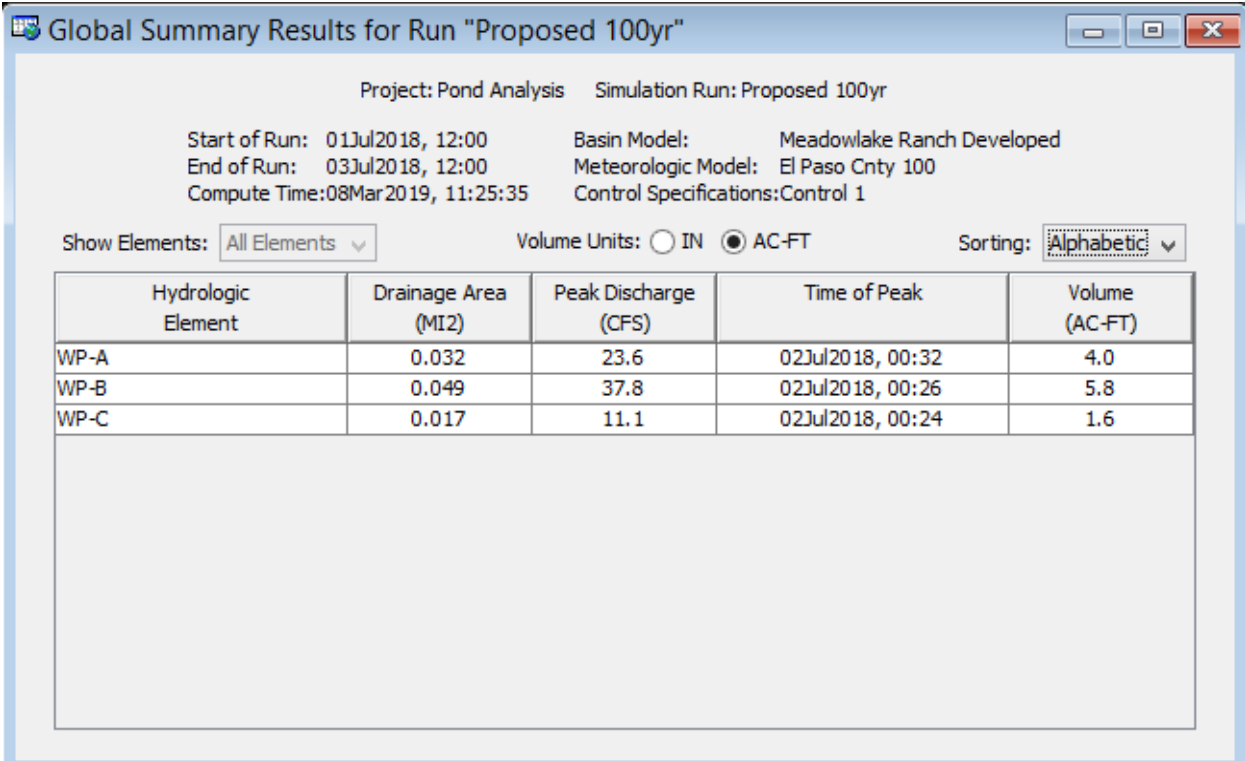 Global Summary Results for Run "Proposed 100yr"
Project: Pond Analysis Simulation Run: Proposed 100yr
Start of Run: 01Jul2018, 12:00 Basin Model: Meadowlake Ranch Developed
End of Run: 03Jul2018, 12:00 Meteorologic Model: El Paso Cnty 100
Compute Time:08Mar2019, 11:25:35 Control Specifications:Control 1
Show Elements: All Elements Volume Units: IN AC-FT Sorting: Alphabetic
Hydrologic Drainage Area Peak Discharge Time of Peak Volume
Element (MI2) (CFS) (AC-FT)
WP-A 0.032 23.6 02Jul2018, 00:32 4.0
WP-B 0.049 37.8 02Jul2018, 00:26 5.8
WP-C 0.017 11.1 02Jul2018, 00:24 1.6